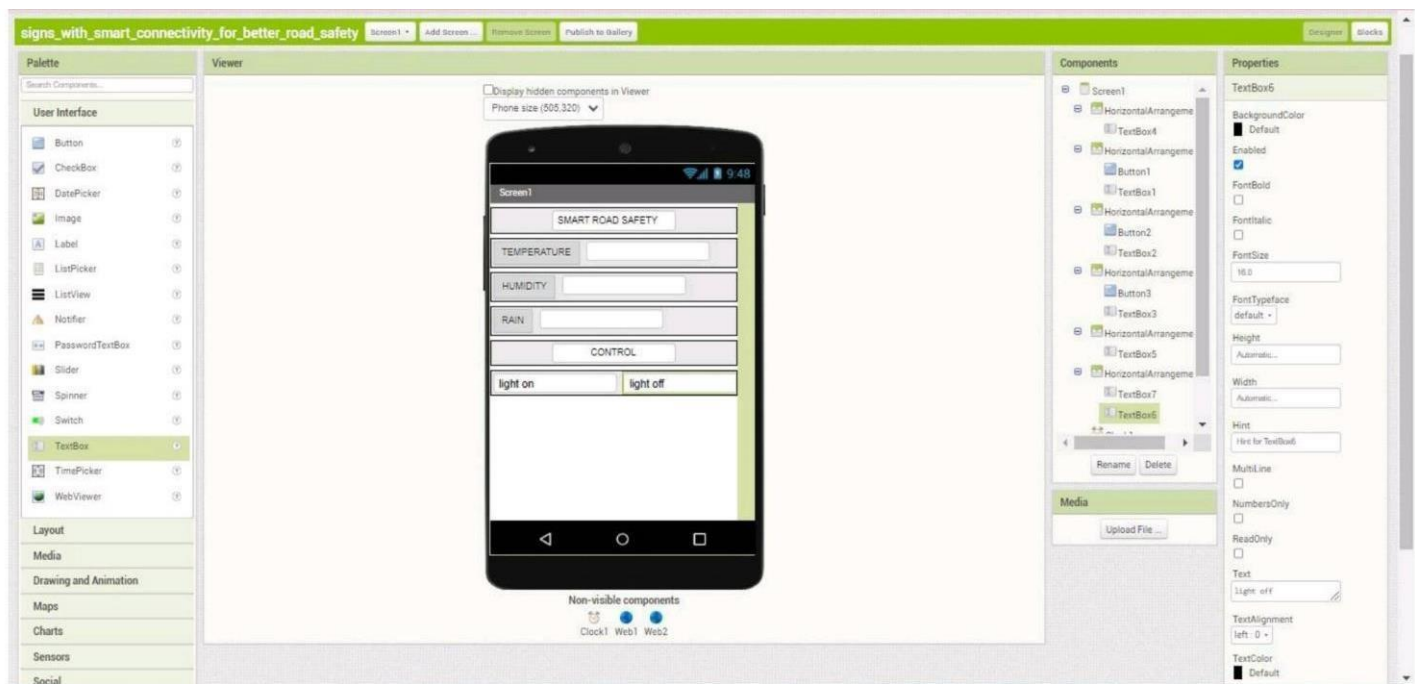 signs_with_smart_connectivity_for_better_road_safety Screen1 Add Screen ... Remove Screen Publish to Gallery Designer Blocks
Palette
Search Components...
User Interface
Button
CheckBox
DatePicker
Image
Label
ListPicker
ListView
Notifier
PasswordTextBox
Slider
Spinner
Switch
TextBox
TimePicker
WebViewer
Layout
Media
Drawing and Animation
Maps
Charts
Sensors
Social
Viewer
Display hidden components in Viewer
Phone size (505,320)
9:48
Screen1
SMART ROAD SAFETY
TEMPERATURE
HUMIDITY
RAIN
CONTROL
light on light off
Non-visible components
Clock1 Web1 Web2
Components
Screen1
HorizontalArrangeme
TextBox4
HorizontalArrangeme
Button1
TextBox1
HorizontalArrangeme
Button2
TextBox2
HorizontalArrangeme
Button3
TextBox3
HorizontalArrangeme
TextBox5
HorizontalArrangeme
TextBox7
TextBox6
Rename Delete
Media
Upload File ...
Properties
TextBox6
BackgroundColor
Default
Enabled
FontBold
FontItalic
FontSize
16.0
FontTypeface
default
Height
Automatic...
Width
Automatic...
Hint
Hint for TextBox6
MultiLine
NumbersOnly
ReadOnly
Text
light off
TextAlignment
left : 0
TextColor
Default